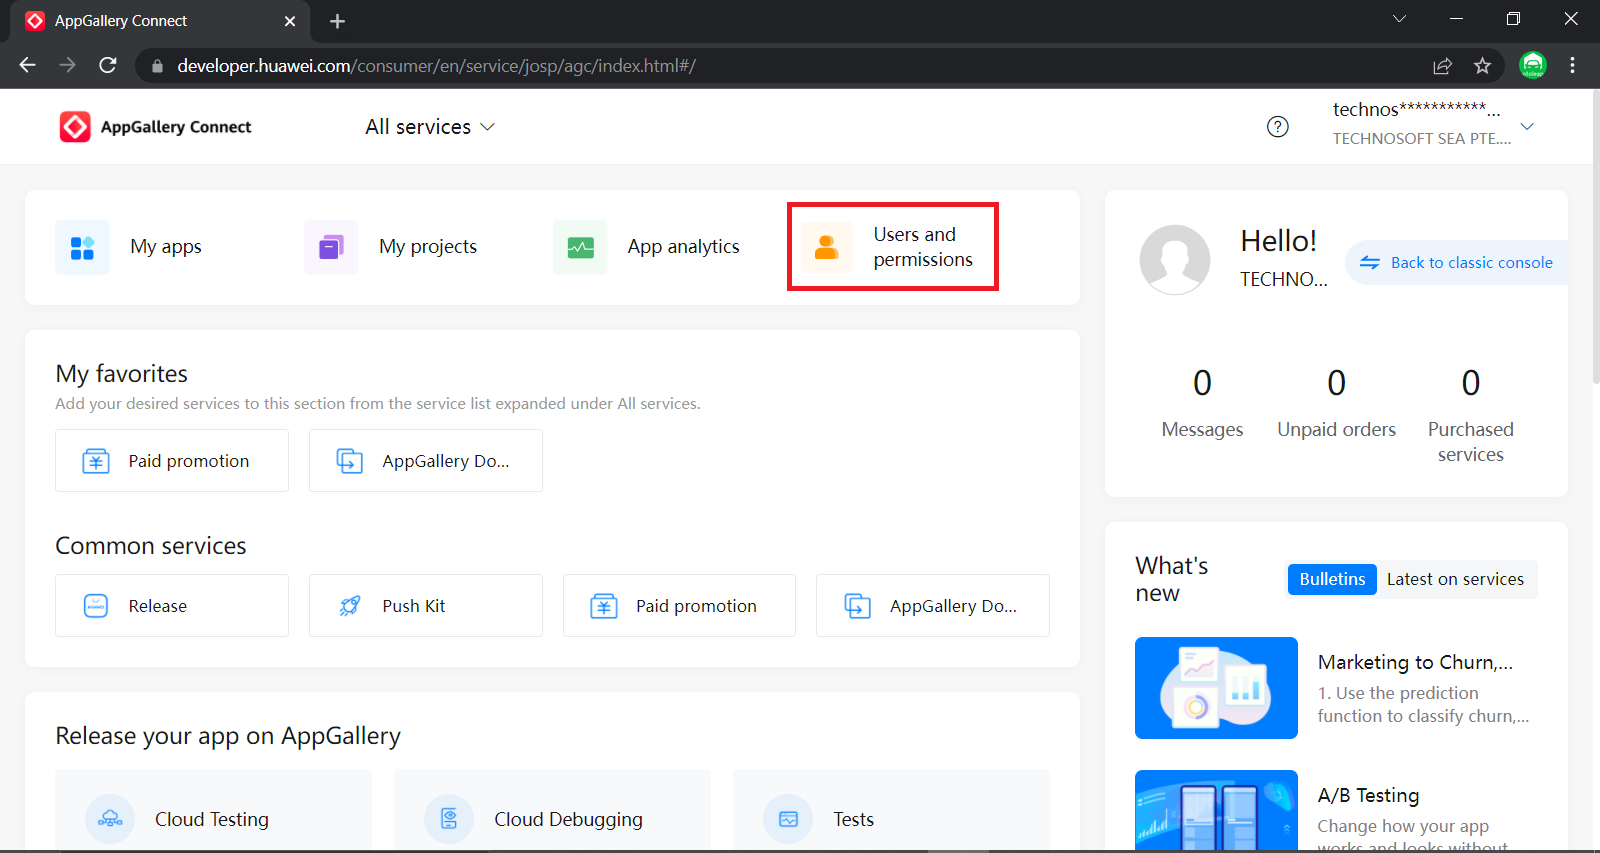 AppGallery Connect
developer.huawei.com/consumer/en/service/josp/agc/index.html#/
AppGallery Connect
All services
technos***********...
TECHNOSOFT SEA PTE....
My apps
My projects
App analytics
Users and
permissions
Hello!
TECHNO...
Back to classic console
0
Messages
0
Unpaid orders
0
Purchased
services
My favorites
Add your desired services to this section from the service list expanded under All services.
Paid promotion
AppGallery Do...
Common services
Release
Push Kit
Paid promotion
AppGallery Do...
What's
new
Bulletins
Latest on services
Marketing to Churn,...
1. Use the prediction
function to classify churn,...
A/B Testing
Change how your app
works and looks without
Release your app on AppGallery
Cloud Testing
Cloud Debugging
Tests